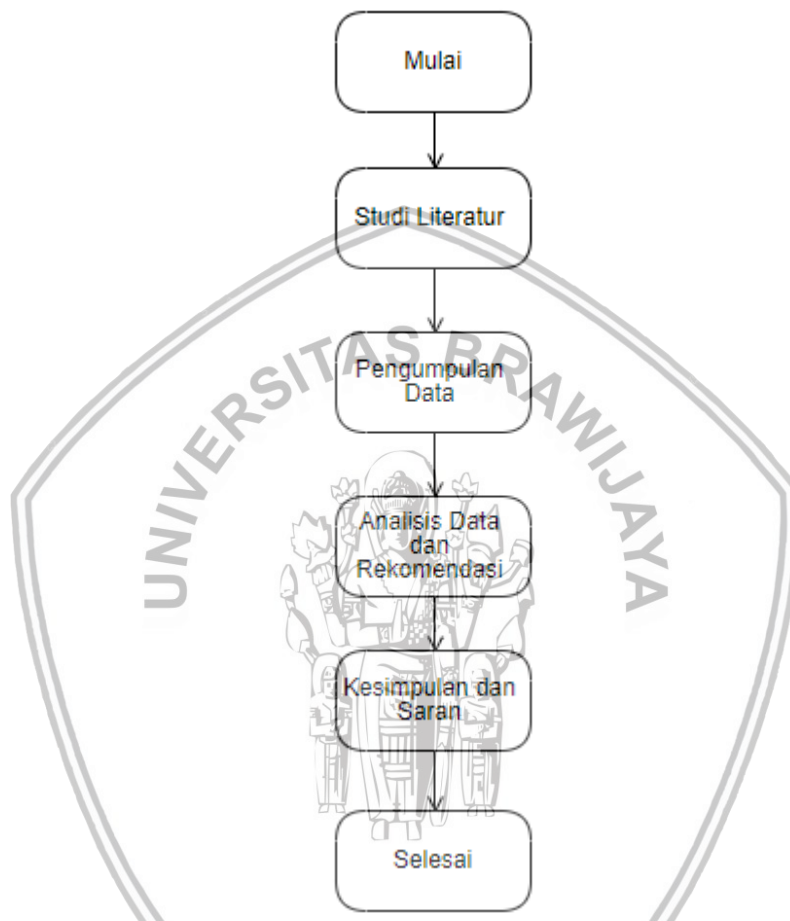 Mulai
Studi Literatur
UNIVERSITAS BRAWIJAYA
Pengumpulan
Data
Analisis Data
dan
Rekomendasi
Kesimpulan dan
Saran
Selesai